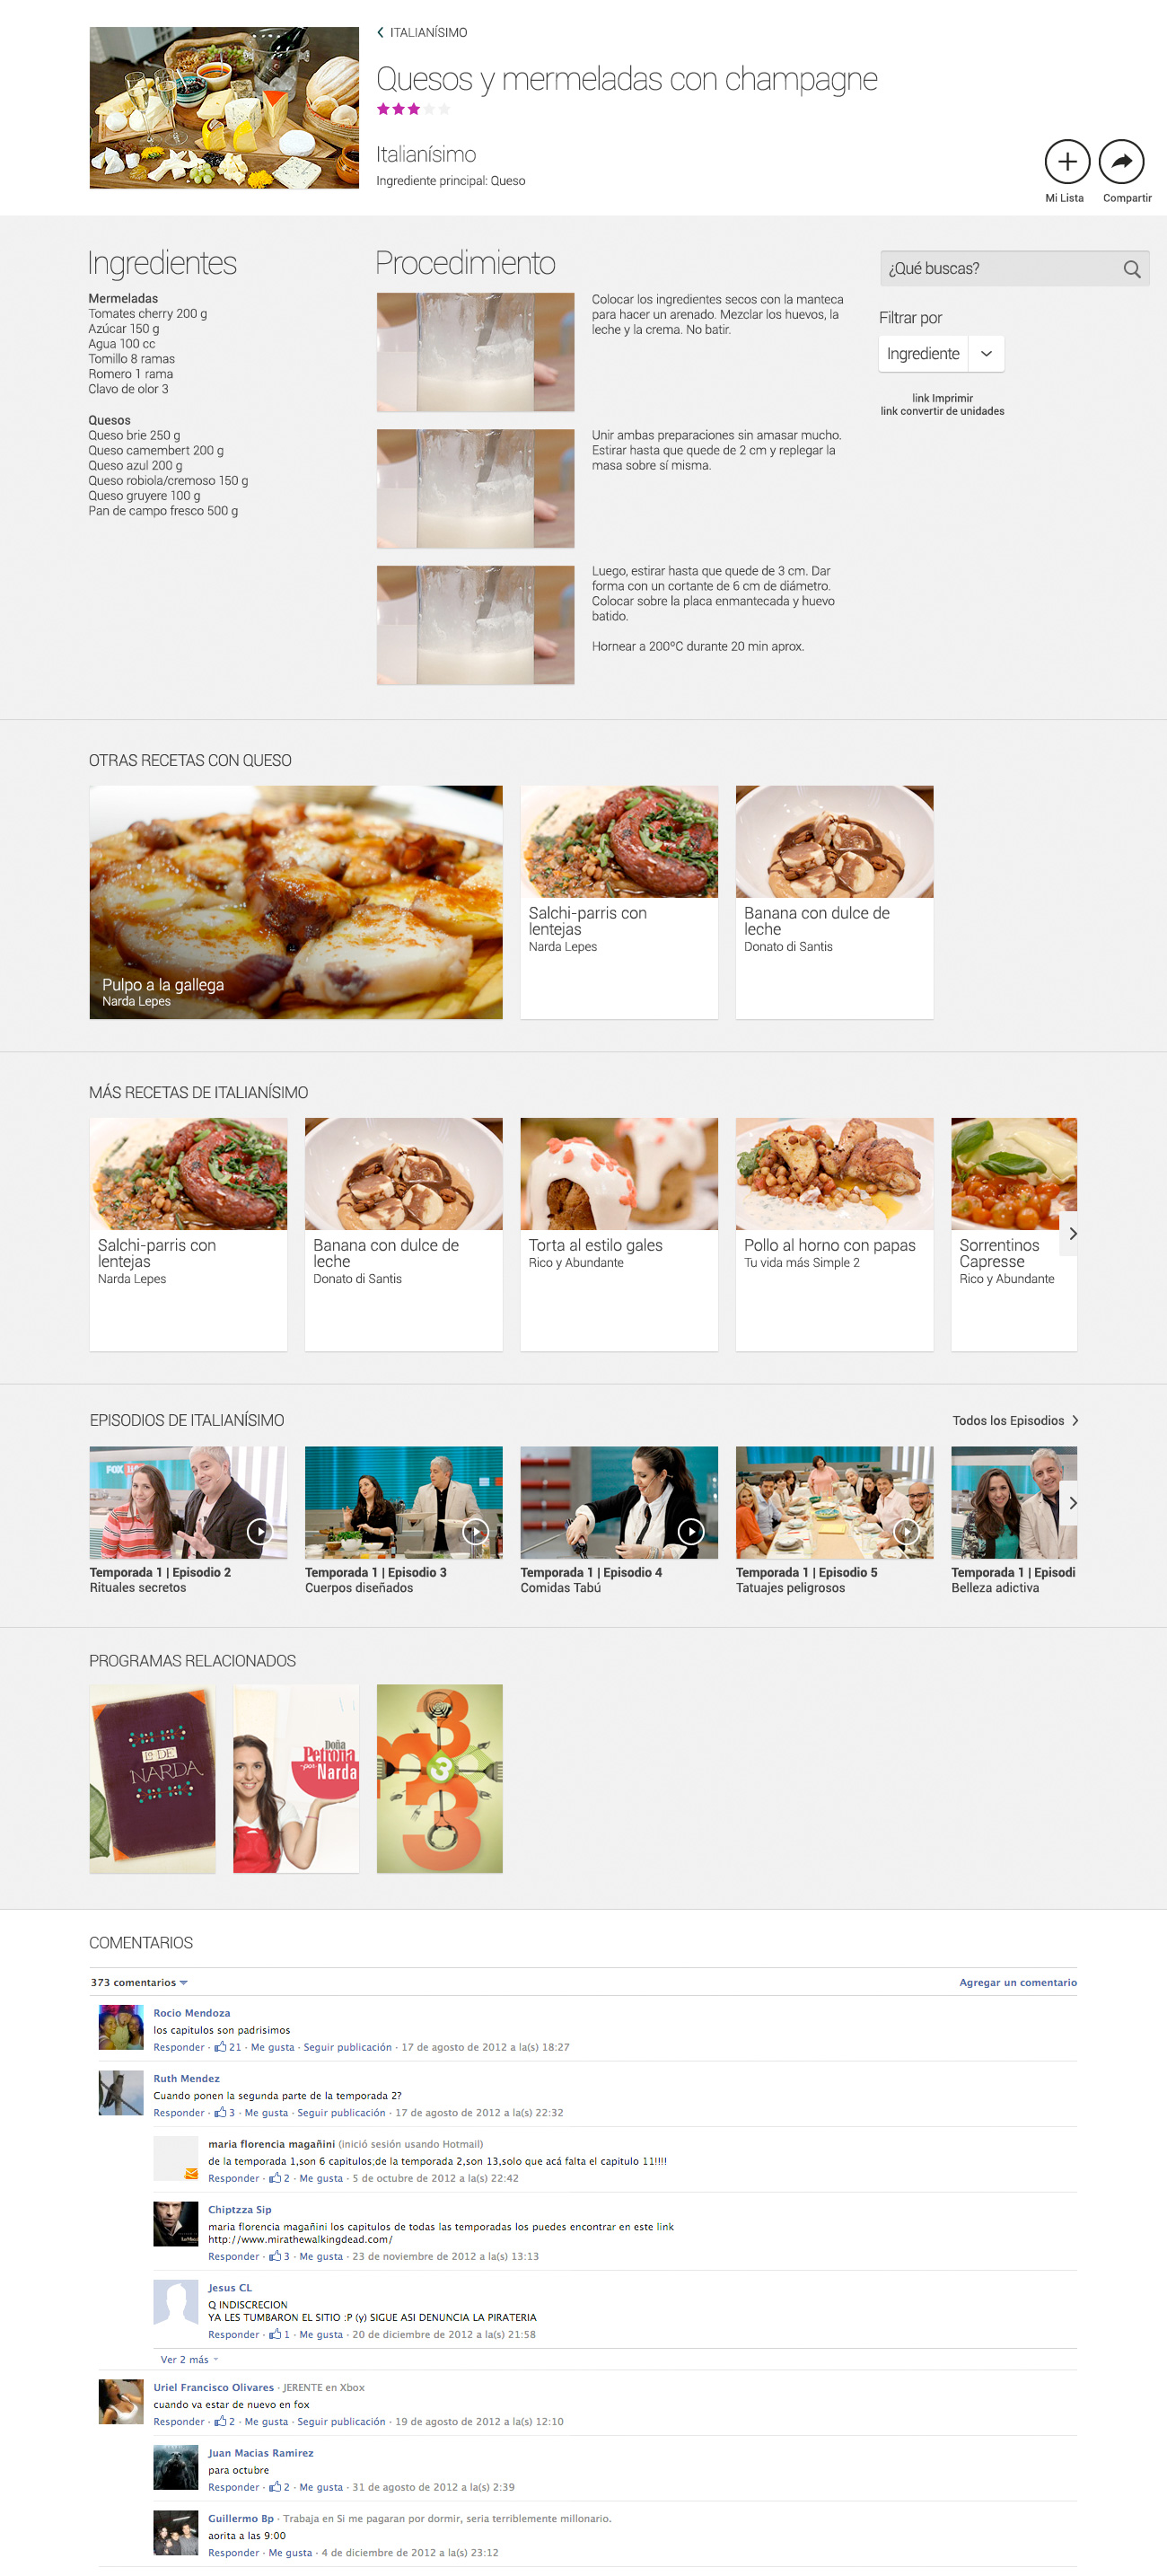 ITALIANÍSIMO
Quesos y mermeladas con champagne
Italianísimo
Ingrediente principal: Queso
Mi Lista
Compartir
Ingredientes
Mermeladas
Tomates cherry 200 g
Azúcar 150 g
Agua 100 cc
Tomillo 8 ramas
Romero 1 rama
Clavo de olor 3
Quesos
Queso brie 250 g
Queso camembert 200 g
Queso azul 200 g
Queso robiola/cremoso 150 g
Queso gruyere 100 g
Pan de campo fresco 500 g
Procedimiento
Colocar los ingredientes secos con la manteca
para hacer un arenado. Mezclar los huevos, la
leche y la crema. No batir.
Unir ambas preparaciones sin amasar mucho.
Estirar hasta que quede de 2 cm y replegar la
masa sobre sí misma.
Luego, estirar hasta que quede de 3 cm. Dar
forma con un cortante de 6 cm de diámetro.
Colocar sobre la placa enmantecada y huevo
batido.
Hornear a 200ºC durante 20 min aprox.
¿Qué buscas?
Filtrar por
Ingrediente
link Imprimir
link convertir de unidades
OTRAS RECETAS CON QUESO
Pulpo a la gallega
Narda Lepes
Salchi-parris con
lentejas
Narda Lepes
Banana con dulce de
leche
Donato di Santis
MÁS RECETAS DE ITALIANÍSIMO
Salchi-parris con
lentejas
Narda Lepes
Banana con dulce de
leche
Donato di Santis
Torta al estilo gales
Rico y Abundante
Pollo al horno con papas
Tu vida más Simple 2
Sorrentinos
Capresse
Rico y Abundante
EPISODIOS DE ITALIANÍSIMO
Todos los Episodios
FOX
Temporada 1 | Episodio 2
Rituales secretos
Temporada 1 | Episodio 3
Cuerpos diseñados
Temporada 1 | Episodio 4
Comidas Tabú
Temporada 1 | Episodio 5
Tatuajes peligrosos
Temporada 1 | Episodi
Belleza adictiva
PROGRAMAS RELACIONADOS
lo DE
NARDA
Doña
Petrona
-por-
Narda
3
3
3
COMENTARIOS
373 comentarios
Agregar un comentario
Rocio Mendoza
los capitulos son padrisimos
Responder · 21 · Me gusta · Seguir publicación · 17 de agosto de 2012 a la(s) 18:27
Ruth Mendez
Cuando ponen la segunda parte de la temporada 2?
Responder · 3 · Me gusta · Seguir publicación · 17 de agosto de 2012 a la(s) 22:32
maria florencia magañini (inició sesión usando Hotmail)
de la temporada 1,son 6 capitulos;de la temporada 2,son 13,solo que acá falta el capitulo 11!!!!
Responder · 2 · Me gusta · 5 de octubre de 2012 a la(s) 22:42
Chiptzza Sip
maria florencia magañini los capitulos de todas las temporadas los puedes encontrar en este link
http://www.mirathewalkingdead.com/
Responder · 3 · Me gusta · 23 de noviembre de 2012 a la(s) 13:13
Jesus CL
Q INDISCRECION
YA LES TUMBARON EL SITIO :P (y) SIGUE ASI DENUNCIA LA PIRATERIA
Responder · 1 · Me gusta · 20 de diciembre de 2012 a la(s) 21:58
Ver 2 más
Uriel Francisco Olivares · JERENTE en Xbox
cuando va estar de nuevo en fox
Responder · 2 · Me gusta · Seguir publicación · 19 de agosto de 2012 a la(s) 12:10
Juan Macias Ramirez
para octubre
Responder · 2 · Me gusta · 31 de agosto de 2012 a la(s) 2:39
Guillermo Bp · Trabaja en Si me pagaran por dormir, seria terriblemente millonario.
aorita a las 9:00
Responder · Me gusta · 4 de diciembre de 2012 a la(s) 23:12